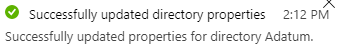 Successfully updated directory properties 2:12 PM
Successfully updated properties for directory Adatum.